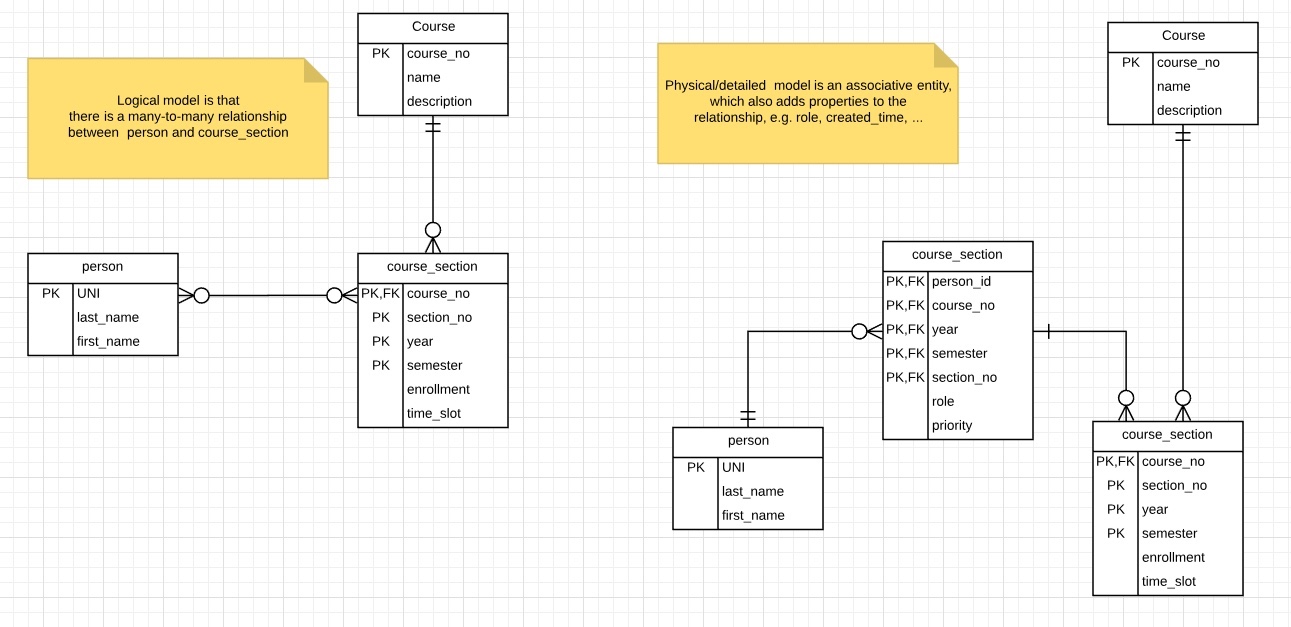 Course
PK course_no
name
description
Logical model is that
there is a many-to-many relationship
between person and course_section
person
PK UNI
last_name
first_name
course_section
PK,FK course_no
PK section_no
PK year
PK semester
enrollment
time_slot
Physical/detailed model is an associative entity,
which also adds properties to the
relationship, e.g. role, created_time, ...
Course
PK course_no
name
description
course_section
PK,FK person_id
PK,FK course_no
PK,FK year
PK,FK semester
PK,FK section_no
role
priority
person
PK UNI
last_name
first_name
course_section
PK,FK course_no
PK section_no
PK year
PK semester
enrollment
time_slot